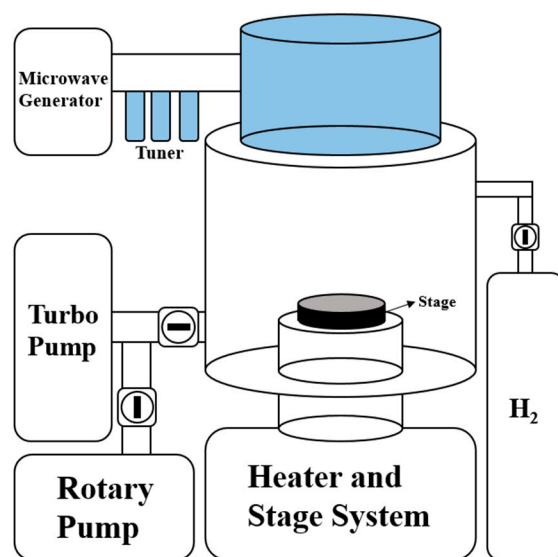 Microwave
Generator
Tuner
Stage
Turbo
Pump
H₂
Rotary
Pump
Heater and
Stage System